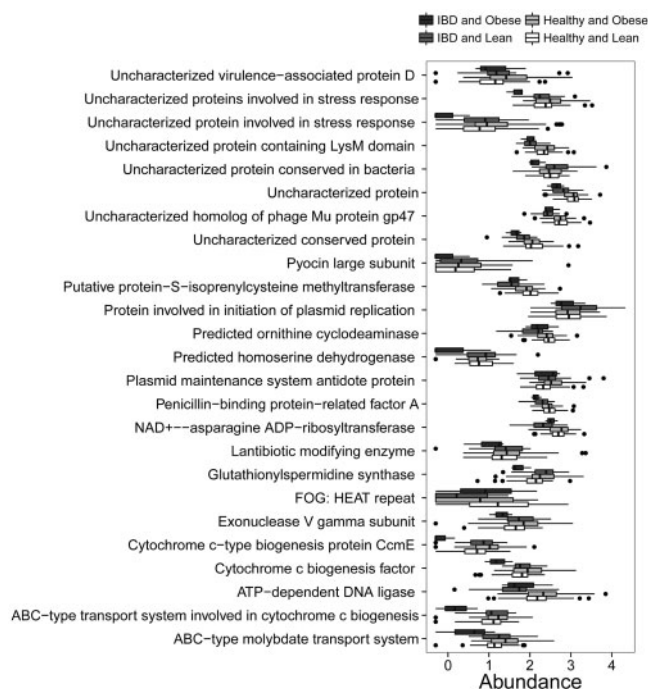 IBD and Obese Healthy and Obese
IBD and Lean Healthy and Lean
Uncharacterized virulence−associated protein D
Uncharacterized proteins involved in stress response
Uncharacterized protein involved in stress response
Uncharacterized protein containing LysM domain
Uncharacterized protein conserved in bacteria
Uncharacterized protein
Uncharacterized homolog of phage Mu protein gp47
Uncharacterized conserved protein
Pyocin large subunit
Putative protein−S−isoprenylcysteine methyltransferase
Protein involved in initiation of plasmid replication
Predicted ornithine cyclodeaminase
Predicted homoserine dehydrogenase
Plasmid maintenance system antidote protein
Penicillin−binding protein−related factor A
NAD+−−asparagine ADP−ribosyltransferase
Lantibiotic modifying enzyme
Glutathionylspermidine synthase
FOG: HEAT repeat
Exonuclease V gamma subunit
Cytochrome c−type biogenesis protein CcmE
Cytochrome c biogenesis factor
ATP−dependent DNA ligase
ABC−type transport system involved in cytochrome c biogenesis
ABC−type molybdate transport system
0 1 2 3 4
Abundance